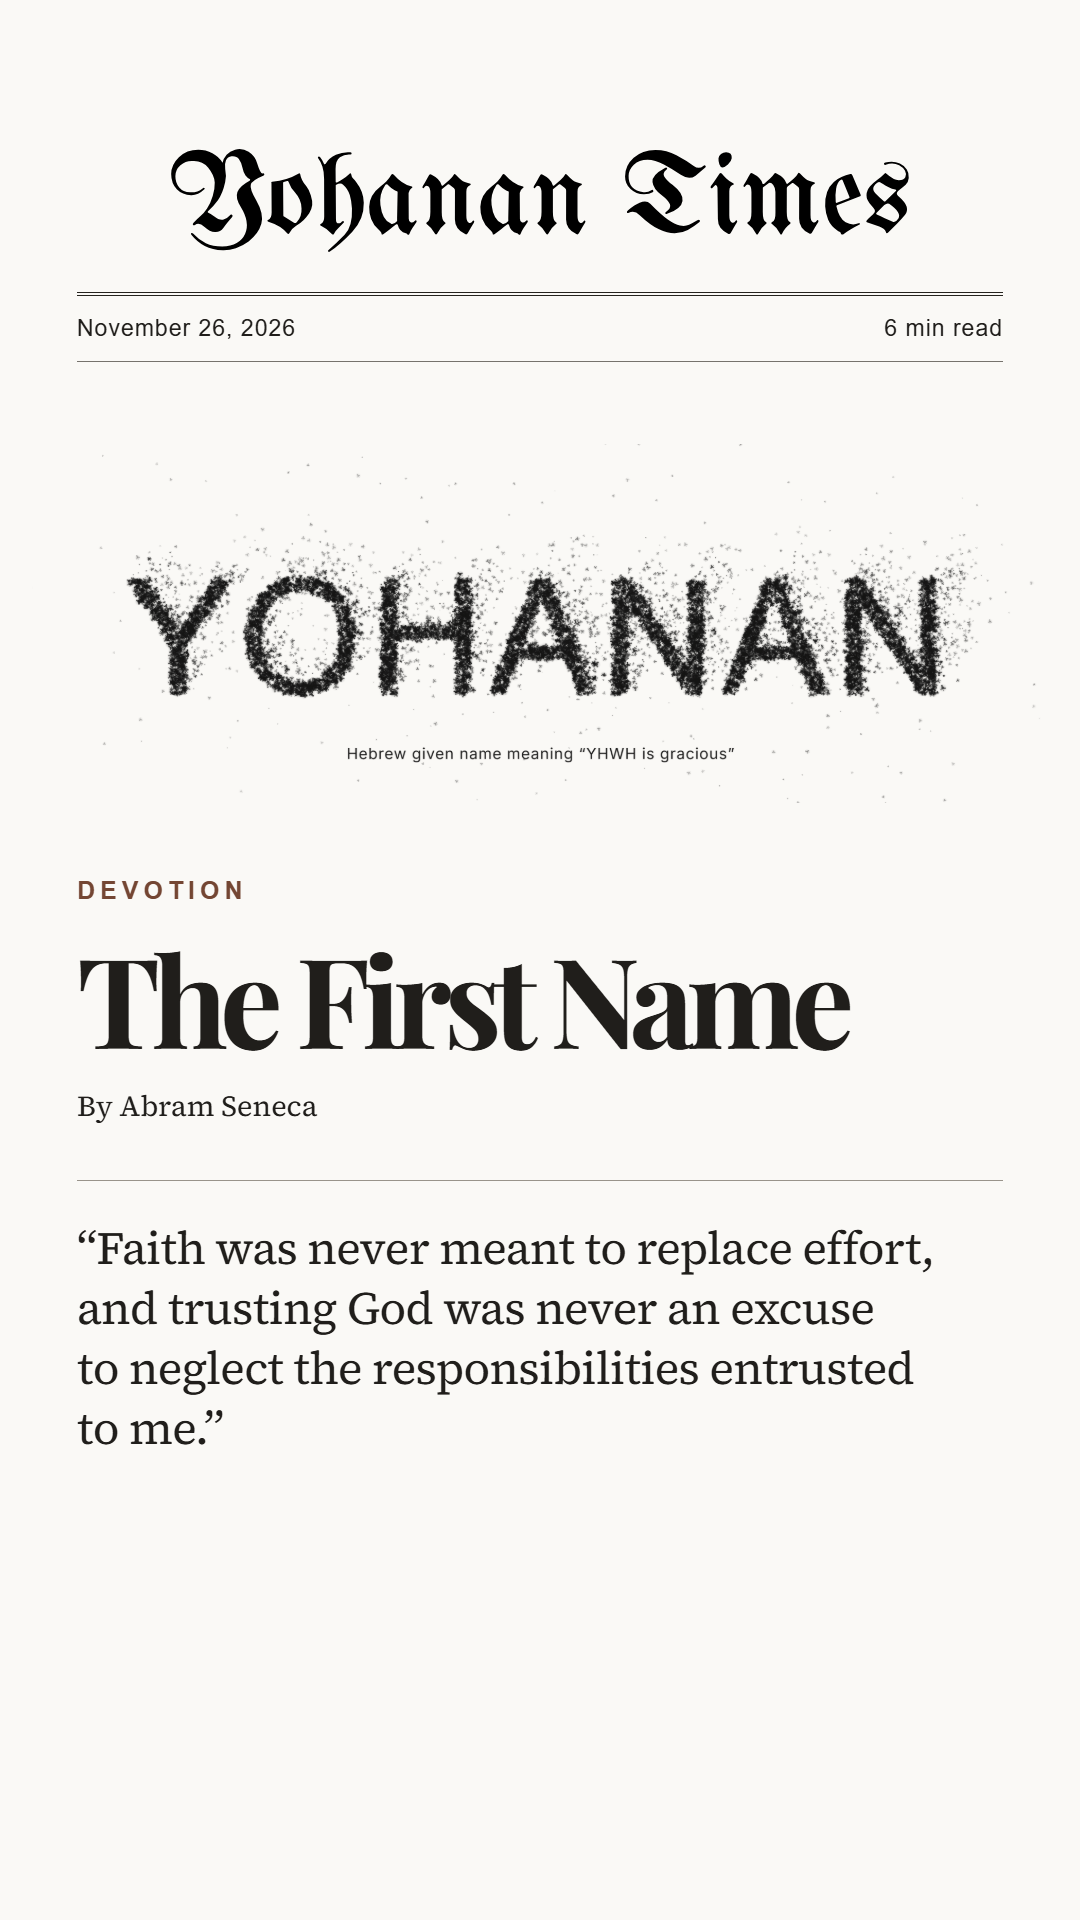 Yohanan Times
November 26, 2026
6 min read
YOHANAN
Hebrew given name meaning “YHWH is gracious”
DEVOTION
The First Name
By Abram Seneca
“Faith was never meant to replace effort,
and trusting God was never an excuse
to neglect the responsibilities entrusted
to me.”